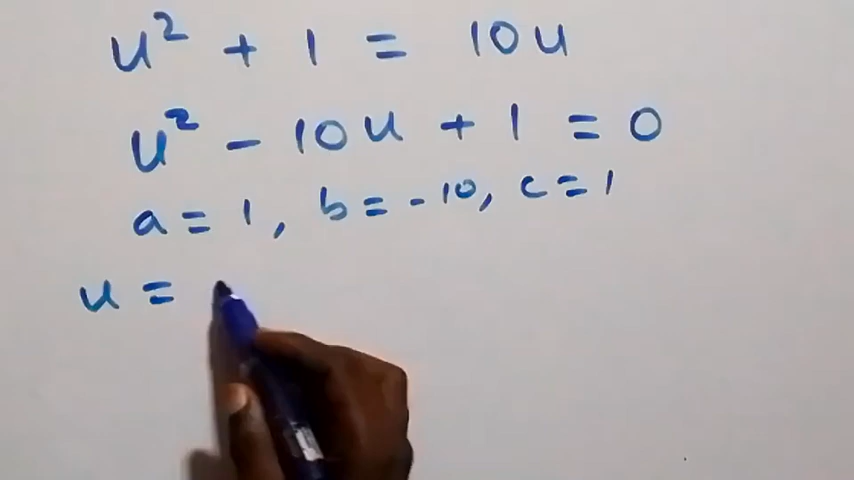 u² + 1 = 10u
u² - 10u + 1 = 0
a = 1, b = -10, c = 1
u =